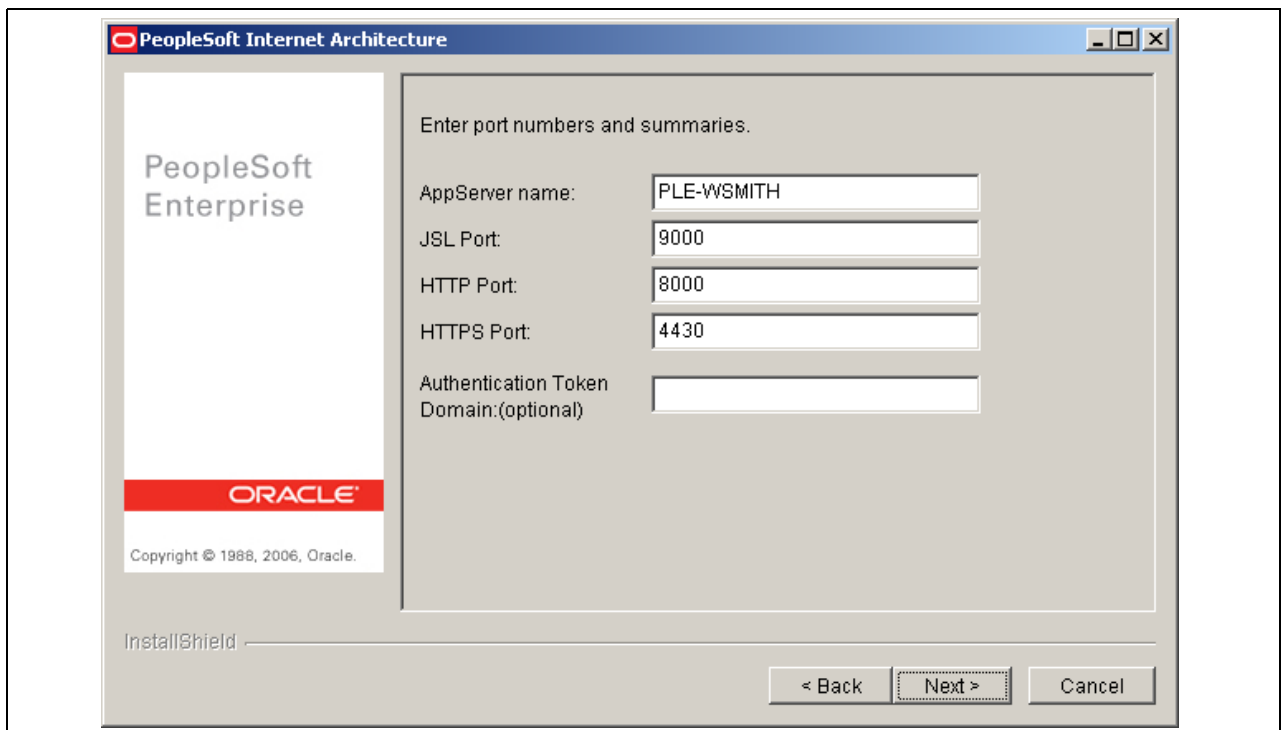 PeopleSoft Internet Architecture
PeopleSoft
Enterprise
ORACLE
Copyright © 1988, 2006, Oracle.
Enter port numbers and summaries.
AppServer name: PLE-WSMITH
JSL Port: 9000
HTTP Port: 8000
HTTPS Port: 4430
Authentication Token
Domain:(optional)
InstallShield
< Back Next > Cancel